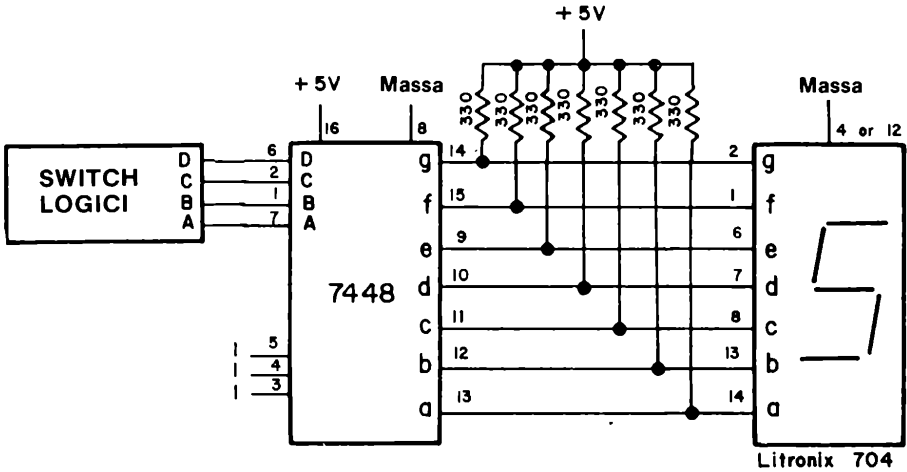 + 5V
+ 5V Massa Massa
330 330 330 330 330 330 330
16 8 4 or 12
SWITCH LOGICI
D 6 D
C 2 C
B 1 B
A 7 A
g 14 2 g
f 15 1 f
e 9 6 e
7448
d 10 7 d
c 11 8 c
b 12 13 b
a 13 14 a
1 5
1 4
1 3
Litronix 704